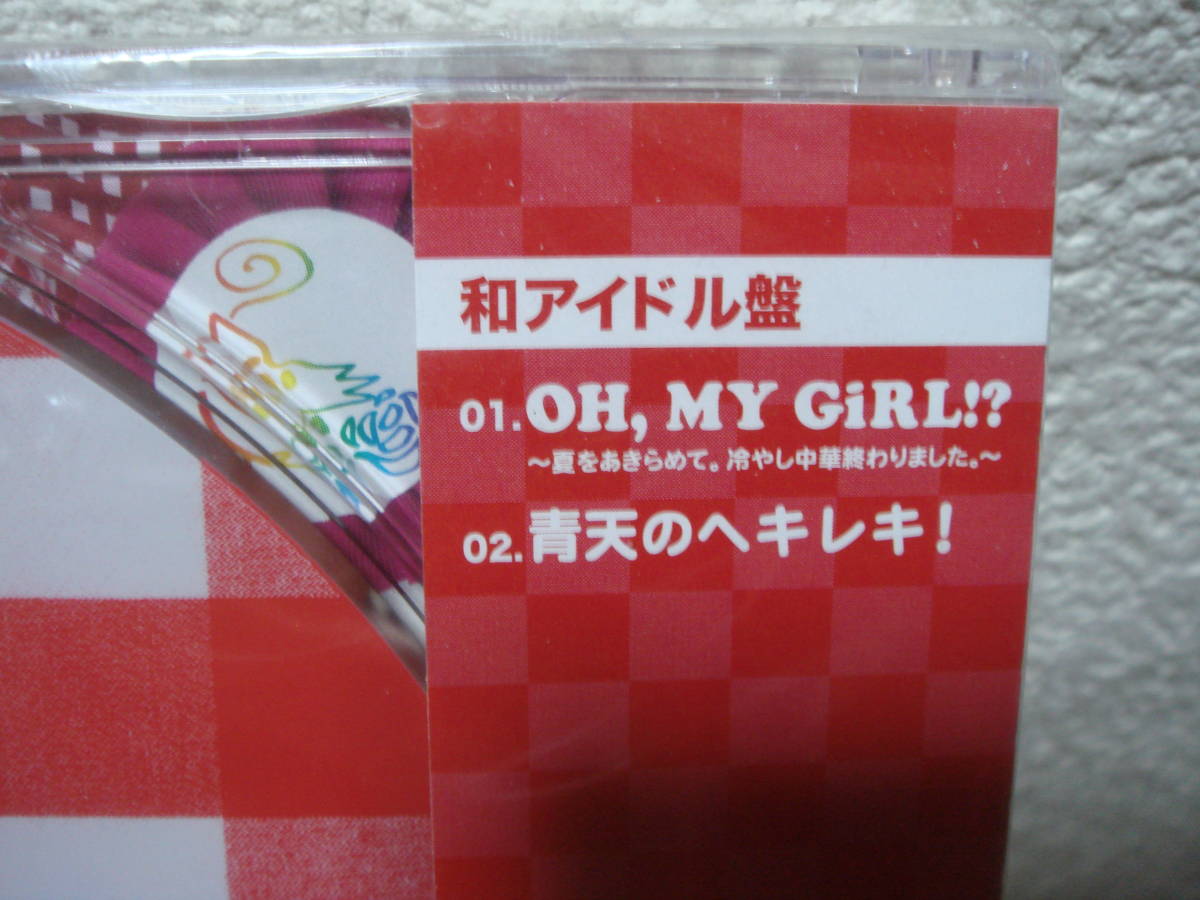 和アイドル盤
01.OH, MY GiRL!?
～夏をあきらめて。冷やし中華終わりました。～
02.青天のヘキレキ！